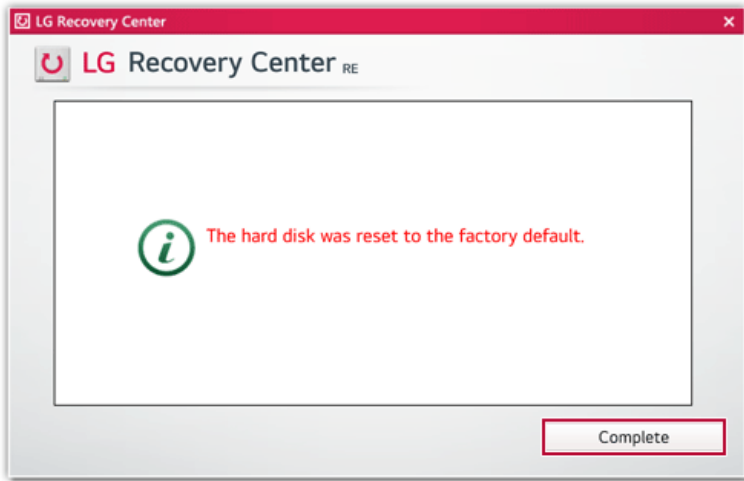 LG Recovery Center
LG Recovery Center RE
The hard disk was reset to the factory default.
Complete